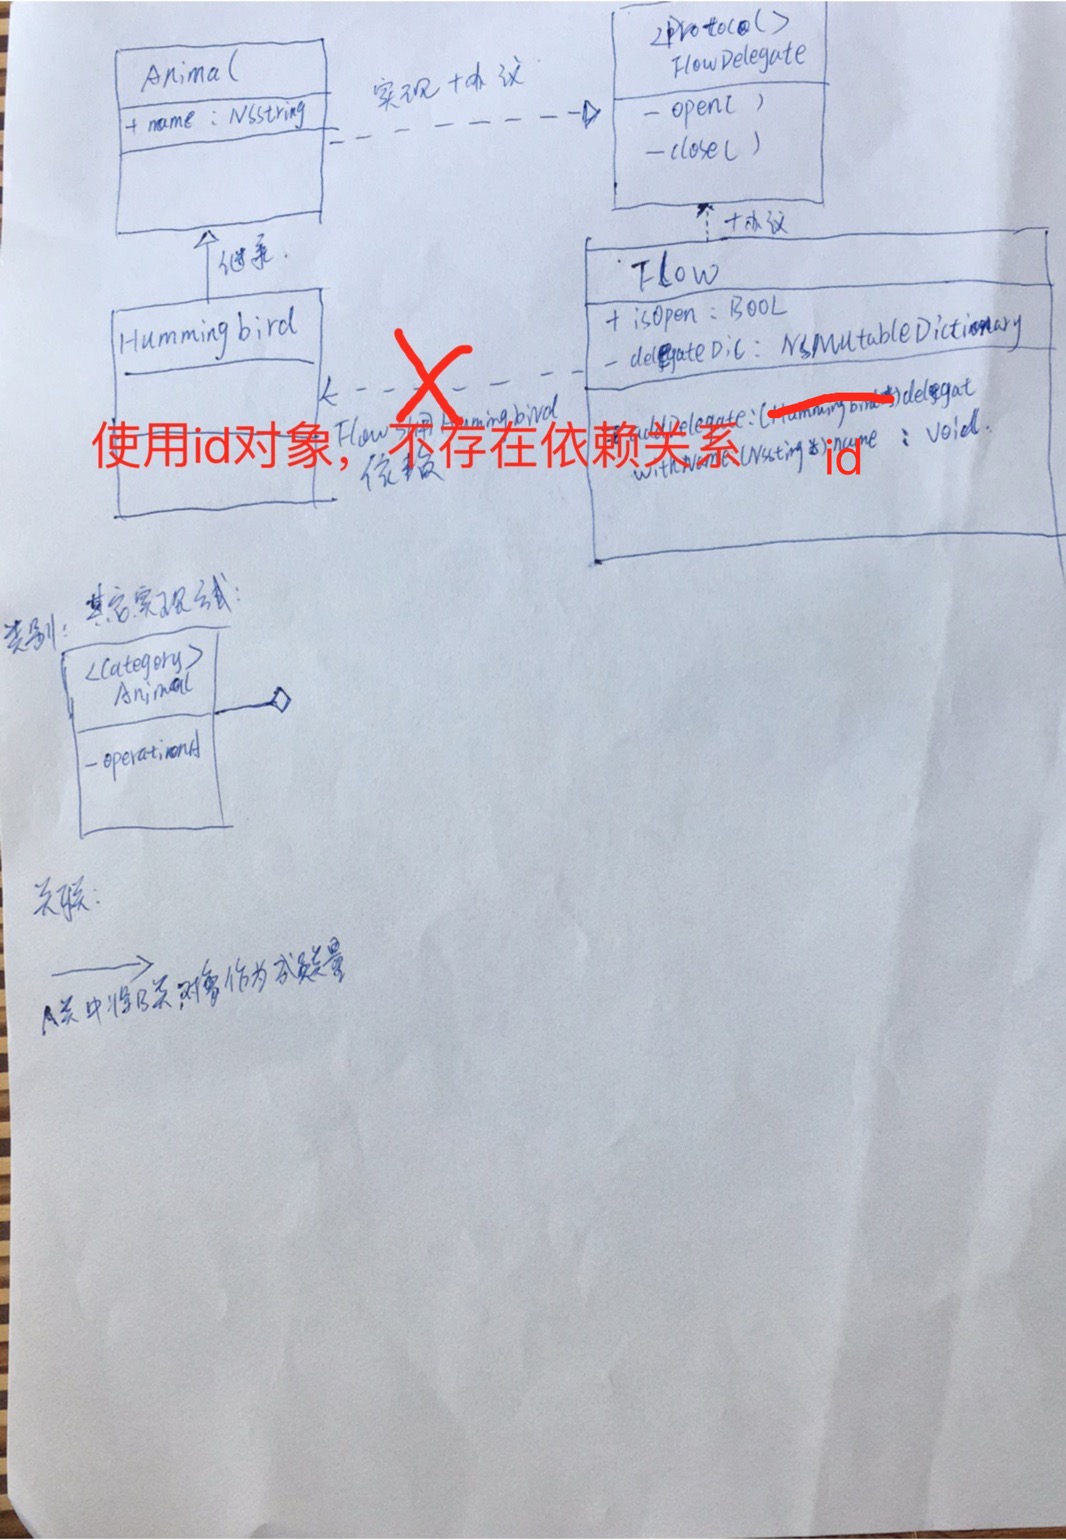 Animal
+ name : NSString
实现 + 协议
<protocol>
FlowDelegate
- open( )
- close( )
继承.
+ 协议
Hummingbird
Flow
+ isOpen : BOOL
- delegateDic : NSMutableDictionary
Flow 引用 Hummingbird
依赖
addDelegate:(Hummingbird*)delegat
withName(NSString*):name : void.
使用id对象，不存在依赖关系
id
类别: 其它实现方式:
<Category>
Animal
- operationA
关联:
A类中将B类对象作为成员变量